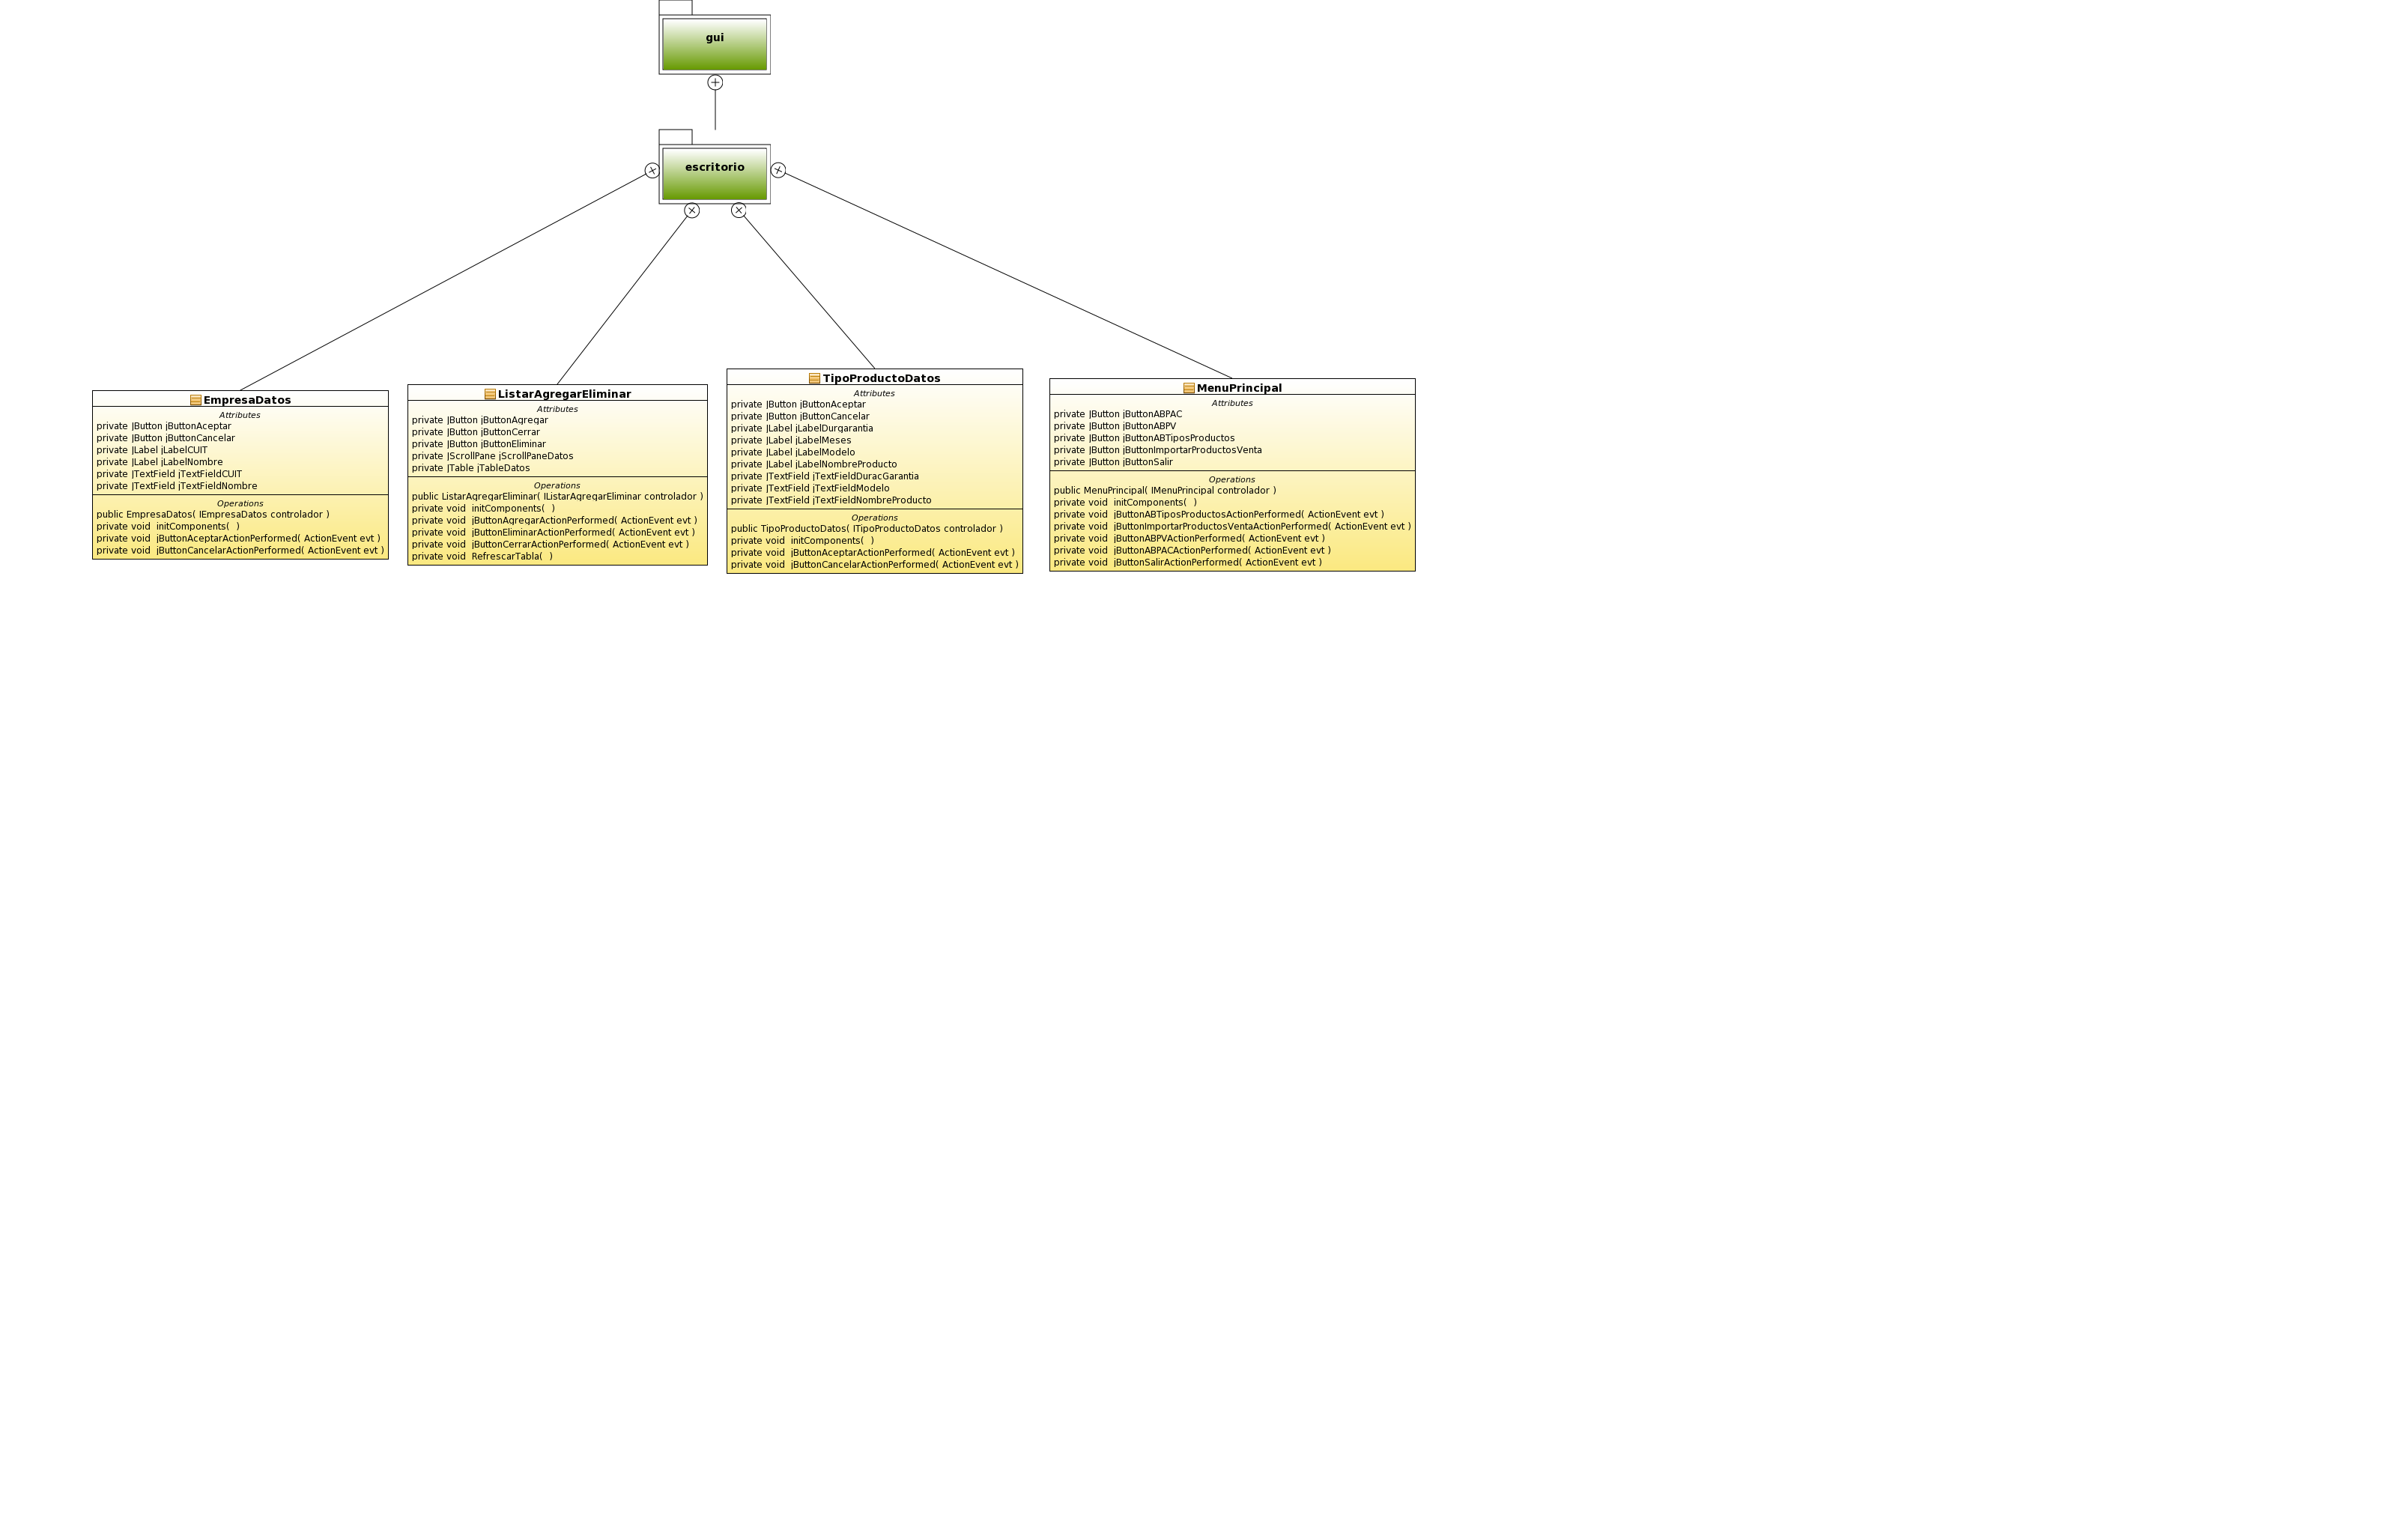 gui
escritorio
EmpresaDatos
Attributes
private JButton jButtonAceptar
private JButton jButtonCancelar
private JLabel jLabelCUIT
private JLabel jLabelNombre
private JTextField jTextFieldCUIT
private JTextField jTextFieldNombre
Operations
public EmpresaDatos( IEmpresaDatos controlador )
private void  initComponents(  )
private void  jButtonAceptarActionPerformed( ActionEvent evt )
private void  jButtonCancelarActionPerformed( ActionEvent evt )
ListarAgregarEliminar
Attributes
private JButton jButtonAgregar
private JButton jButtonCerrar
private JButton jButtonEliminar
private JScrollPane jScrollPaneDatos
private JTable jTableDatos
Operations
public ListarAgregarEliminar( IListarAgregarEliminar controlador )
private void  initComponents(  )
private void  jButtonAgregarActionPerformed( ActionEvent evt )
private void  jButtonEliminarActionPerformed( ActionEvent evt )
private void  jButtonCerrarActionPerformed( ActionEvent evt )
private void  RefrescarTabla(  )
TipoProductoDatos
Attributes
private JButton jButtonAceptar
private JButton jButtonCancelar
private JLabel jLabelDurgarantia
private JLabel jLabelMeses
private JLabel jLabelModelo
private JLabel jLabelNombreProducto
private JTextField jTextFieldDuracGarantia
private JTextField jTextFieldModelo
private JTextField jTextFieldNombreProducto
Operations
public TipoProductoDatos( ITipoProductoDatos controlador )
private void  initComponents(  )
private void  jButtonAceptarActionPerformed( ActionEvent evt )
private void  jButtonCancelarActionPerformed( ActionEvent evt )
MenuPrincipal
Attributes
private JButton jButtonABPAC
private JButton jButtonABPV
private JButton jButtonABTiposProductos
private JButton jButtonImportarProductosVenta
private JButton jButtonSalir
Operations
public MenuPrincipal( IMenuPrincipal controlador )
private void  initComponents(  )
private void  jButtonABTiposProductosActionPerformed( ActionEvent evt )
private void  jButtonImportarProductosVentaActionPerformed( ActionEvent evt )
private void  jButtonABPVActionPerformed( ActionEvent evt )
private void  jButtonABPACActionPerformed( ActionEvent evt )
private void  jButtonSalirActionPerformed( ActionEvent evt )